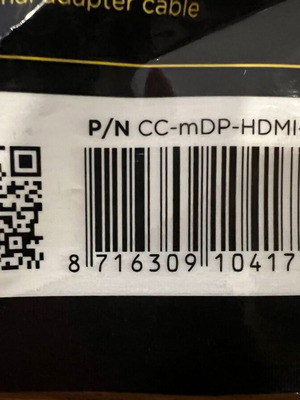 adapter cable
P/N CC-mDP-HDMI-
8 716309 10417